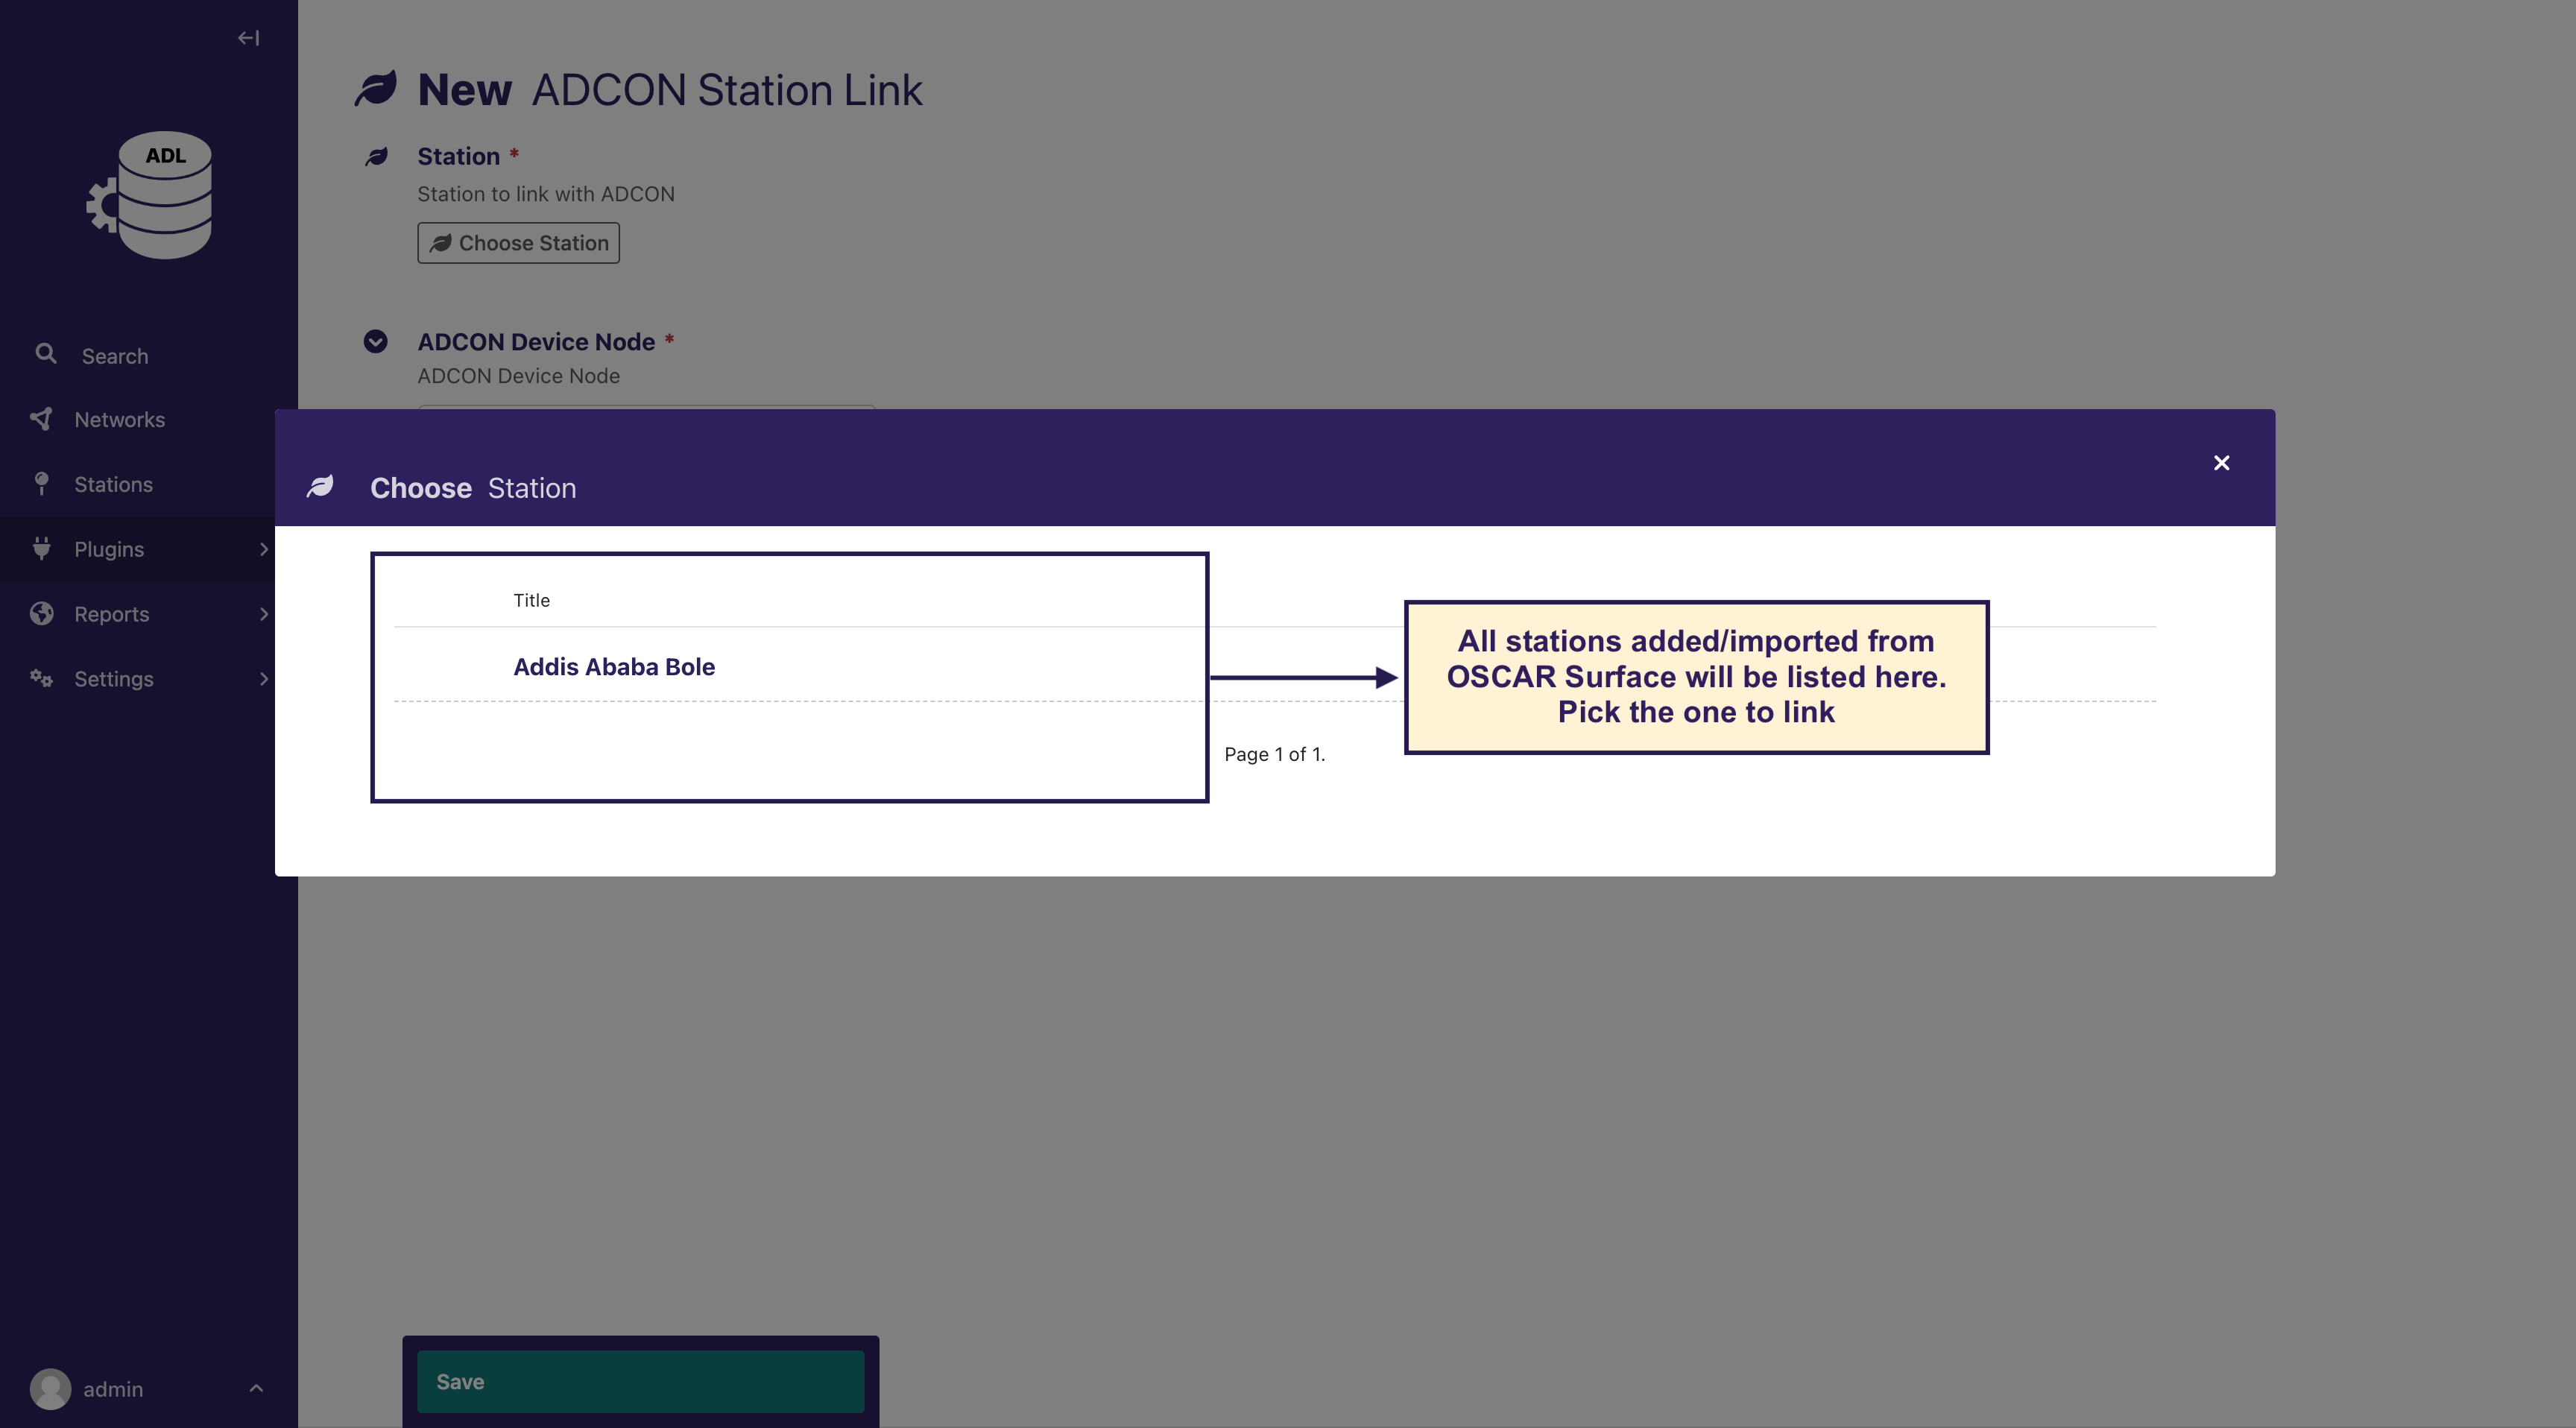 ADL
Search
Networks
Stations
Plugins
Reports
Settings
admin
New ADCON Station Link
Station *
Station to link with ADCON
Choose Station
ADCON Device Node *
ADCON Device Node
Choose Station
Title
Addis Ababa Bole
Page 1 of 1.
All stations added/imported from
OSCAR Surface will be listed here.
Pick the one to link
Save